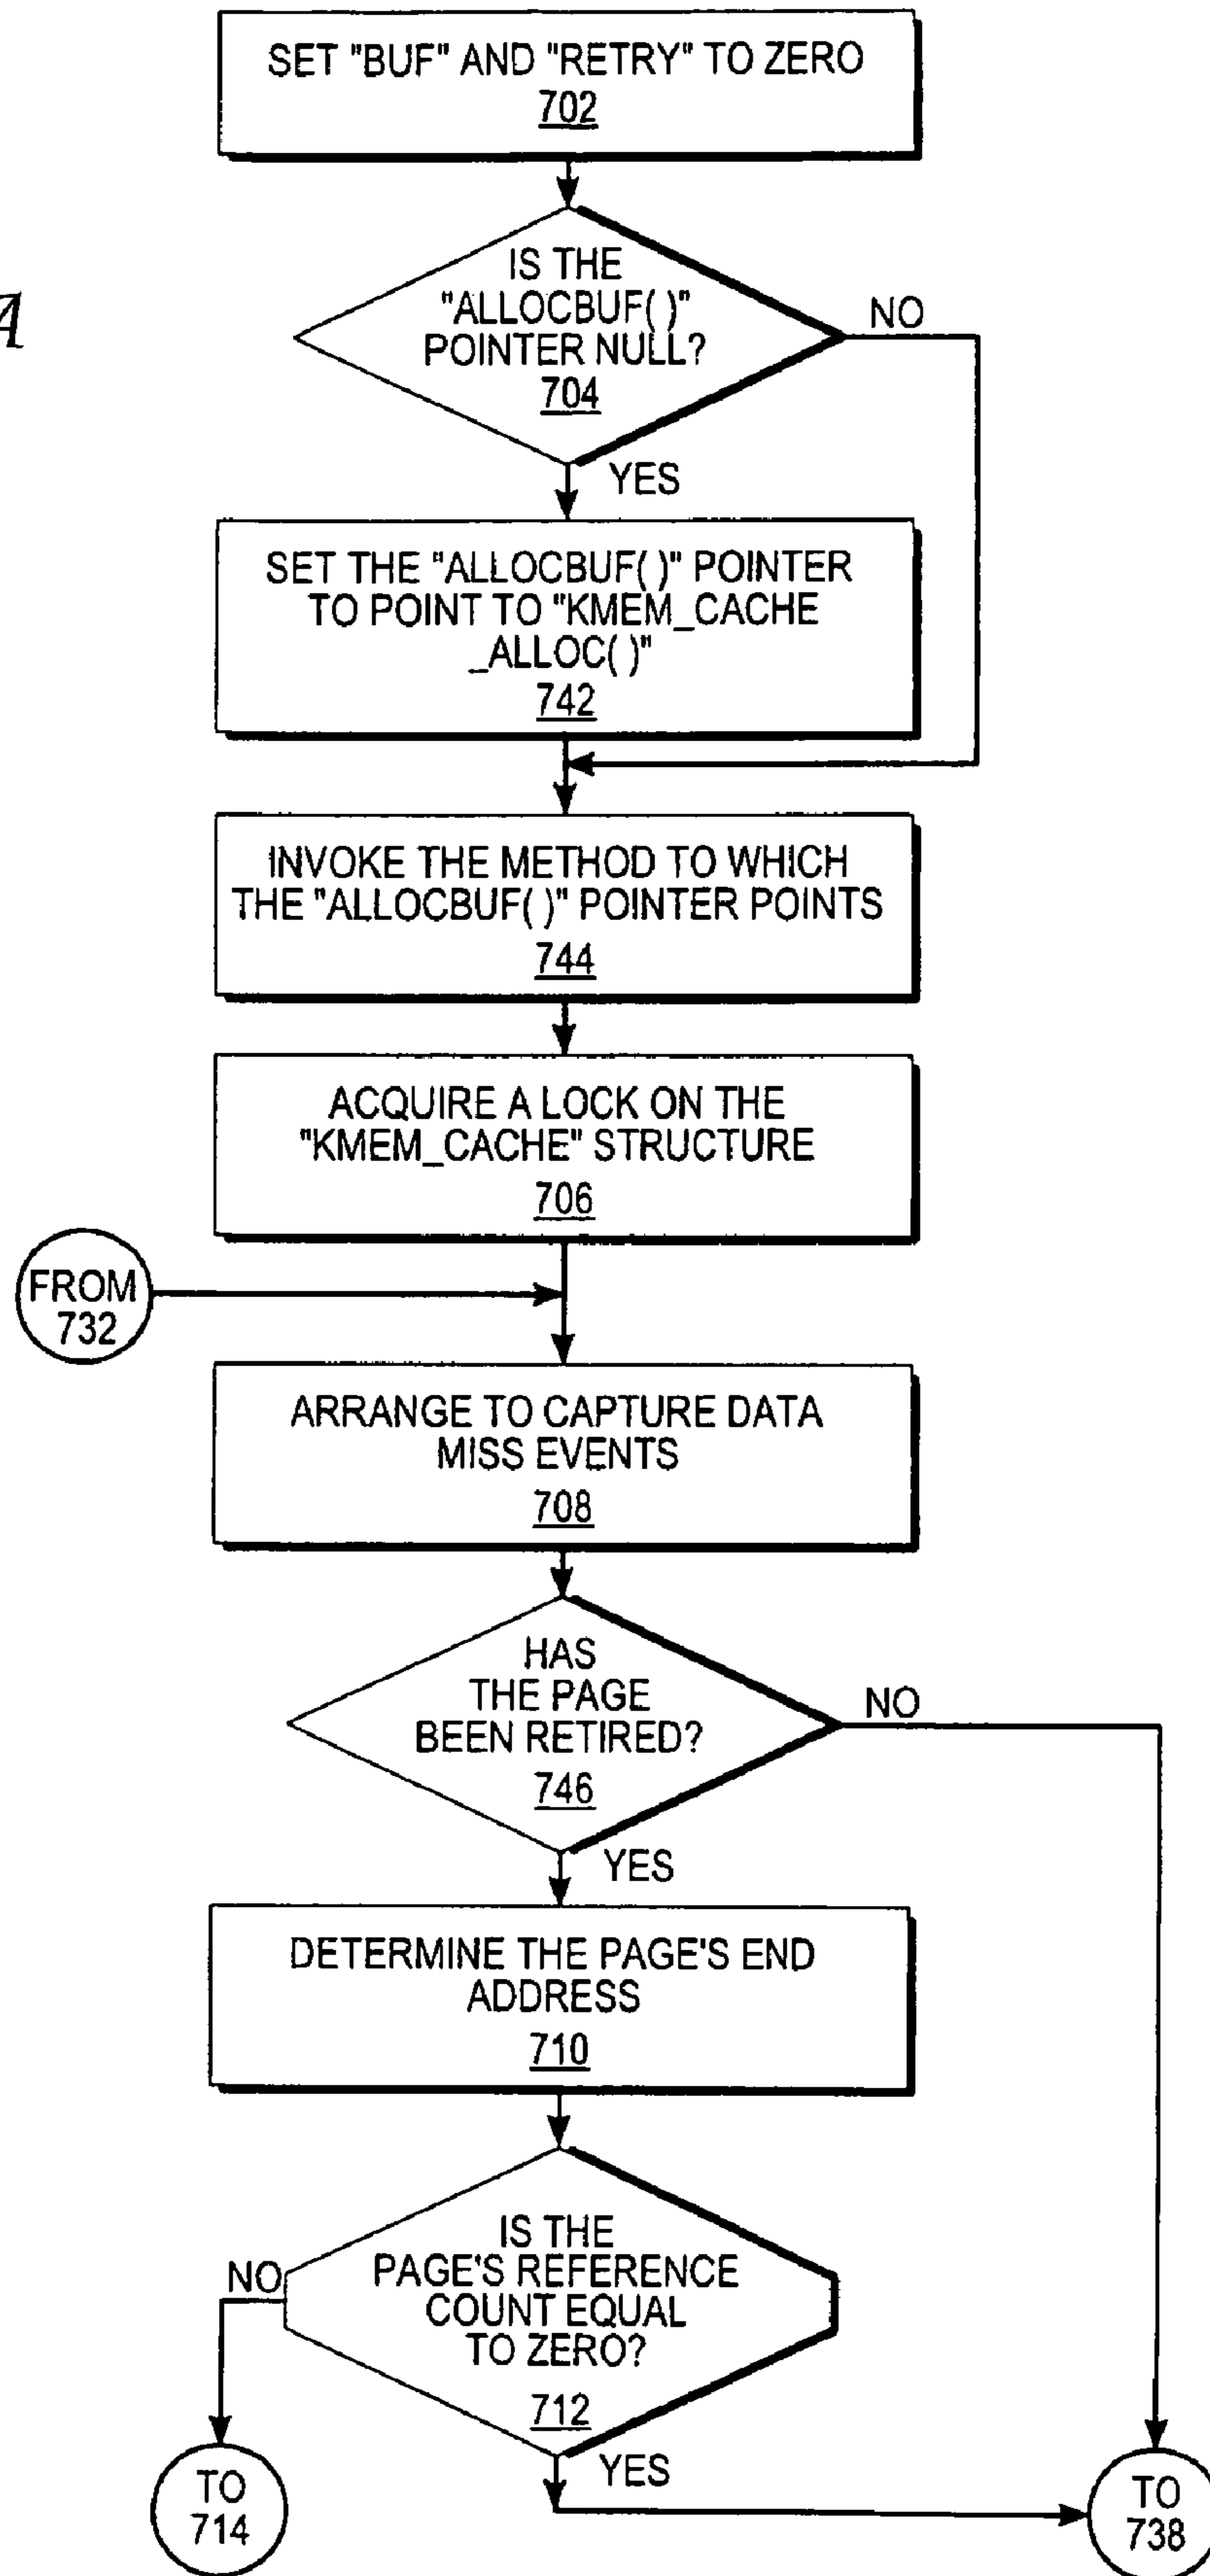 SET "BUF" AND "RETRY" TO ZERO
702
A
IS THE
"ALLOCBUF( )"
POINTER NULL?
704
NO
YES
SET THE "ALLOCBUF( )" POINTER
TO POINT TO "KMEM_CACHE
_ALLOC( )"
742
INVOKE THE METHOD TO WHICH
THE "ALLOCBUF( )" POINTER POINTS
744
ACQUIRE A LOCK ON THE
"KMEM_CACHE" STRUCTURE
706
FROM
732
ARRANGE TO CAPTURE DATA
MISS EVENTS
708
HAS
THE PAGE
BEEN RETIRED?
746
NO
YES
DETERMINE THE PAGE'S END
ADDRESS
710
IS THE
PAGE'S REFERENCE
COUNT EQUAL
TO ZERO?
712
NO
YES
TO
714
TO
738